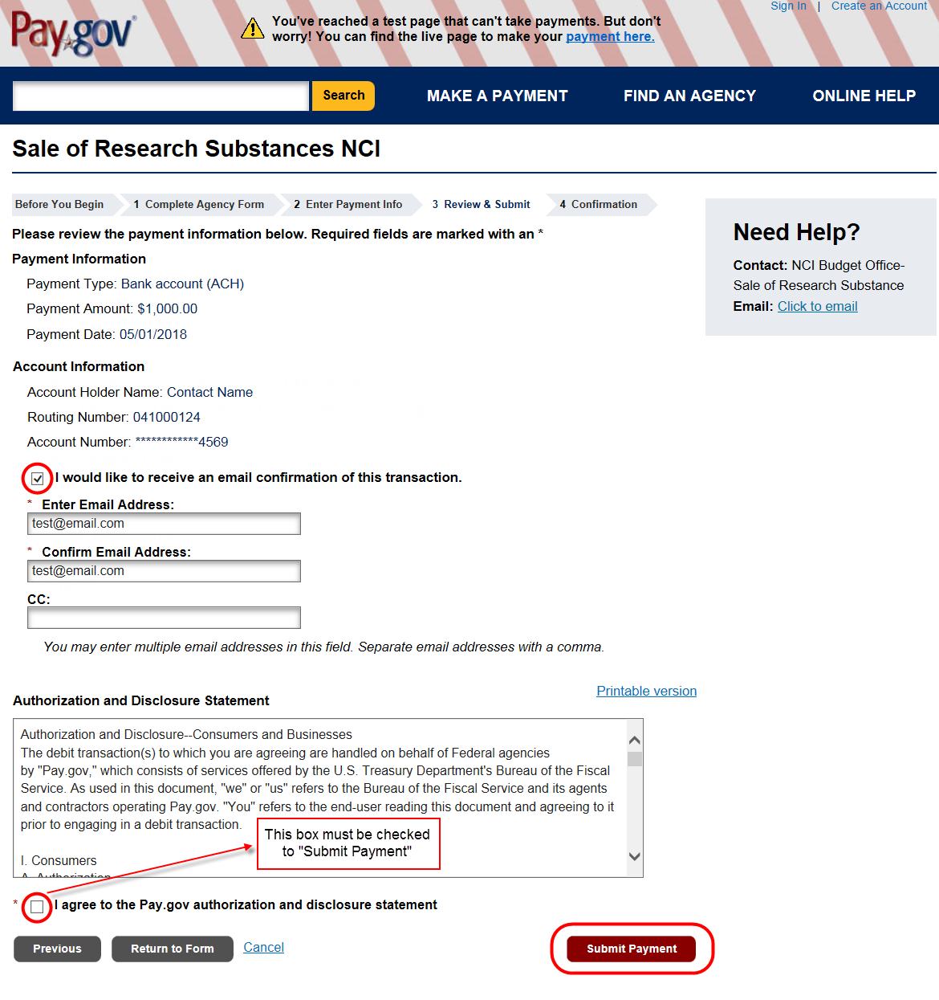 Pay.gov
You've reached a test page that can't take payments. But don't
worry! You can find the live page to make your payment here.
Sign In | Create an Account
Search
MAKE A PAYMENT
FIND AN AGENCY
ONLINE HELP
Sale of Research Substances NCI
Before You Begin
1 Complete Agency Form
2 Enter Payment Info
3 Review & Submit
4 Confirmation
Please review the payment information below. Required fields are marked with an *
Payment Information
Payment Type: Bank account (ACH)
Payment Amount: $1,000.00
Payment Date: 05/01/2018
Need Help?
Contact: NCI Budget Office-
Sale of Research Substance
Email: Click to email
Account Information
Account Holder Name: Contact Name
Routing Number: 041000124
Account Number: ************4569
I would like to receive an email confirmation of this transaction.
* Enter Email Address:
test@email.com
* Confirm Email Address:
test@email.com
CC:
You may enter multiple email addresses in this field. Separate email addresses with a comma.
Printable version
Authorization and Disclosure Statement
Authorization and Disclosure--Consumers and Businesses
The debit transaction(s) to which you are agreeing are handled on behalf of Federal agencies
by "Pay.gov," which consists of services offered by the U.S. Treasury Department's Bureau of the Fiscal
Service. As used in this document, "we" or "us" refers to the Bureau of the Fiscal Service and its agents
and contractors operating Pay.gov. "You" refers to the end-user reading this document and agreeing to it
prior to engaging in a debit transaction.
This box must be checked
to "Submit Payment"
I. Consumers
A. Authorization
* I agree to the Pay.gov authorization and disclosure statement
Previous
Return to Form
Cancel
Submit Payment